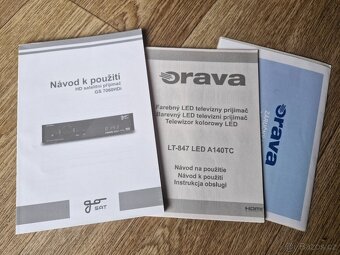 Návod k použití
HD satelitní přijímač
GS 7060HDi
go
SAT
orava
Farebný LED televízny prijímač
Barevný LED televizní přijímač
Telewizor kolorowy LED
LT-847 LED A140TC
Návod na použitie
Návod k použití
Instrukcja obsługi
HDMI
orava